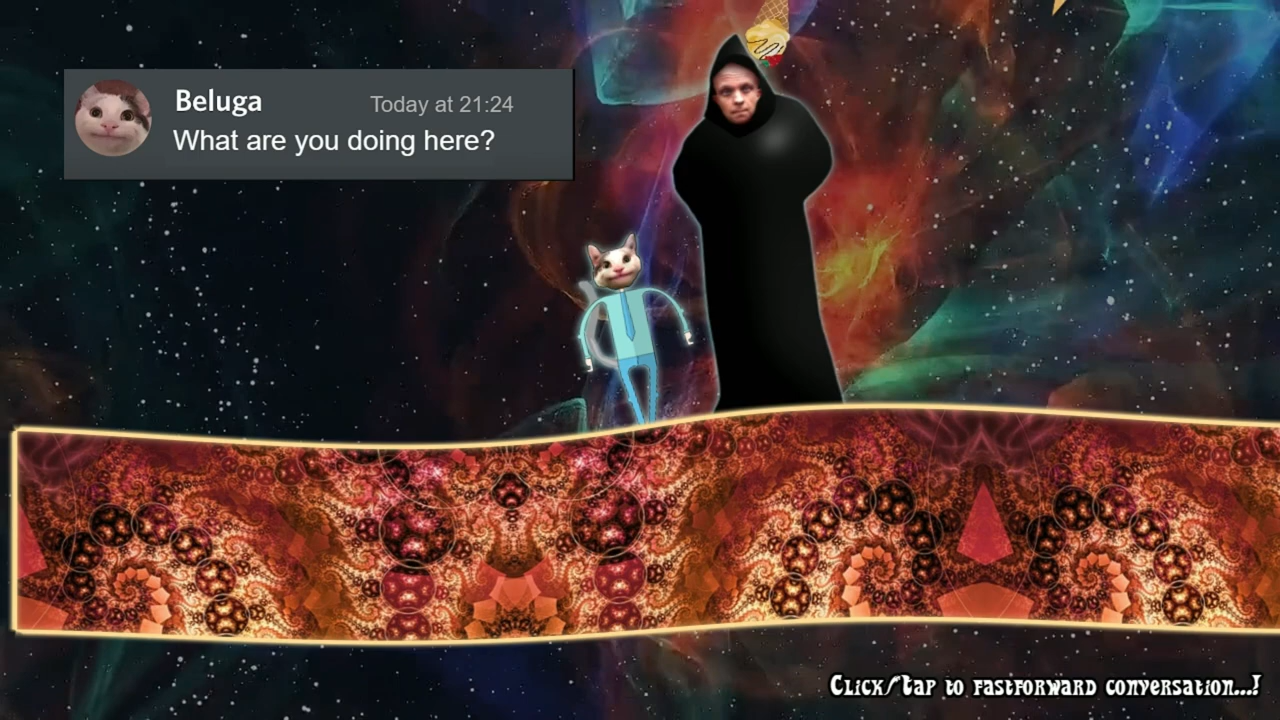 Beluga Today at 21:24
What are you doing here?
Click/Tap to fastforward conversation...!